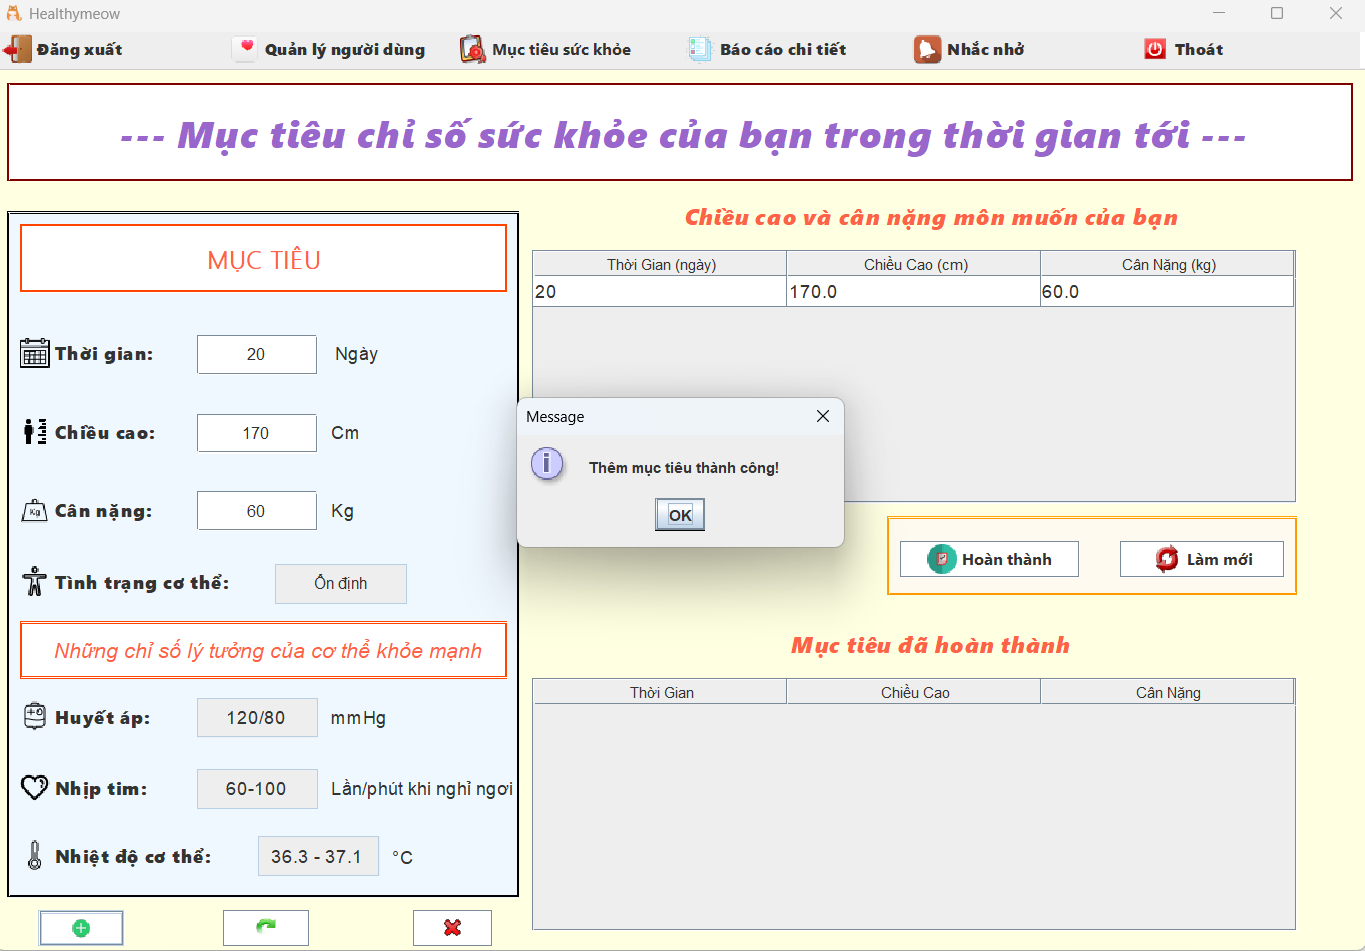 Healthymeow
Đăng xuất
Quản lý người dùng
Mục tiêu sức khỏe
Báo cáo chi tiết
Nhắc nhở
Thoát
--- Mục tiêu chỉ số sức khỏe của bạn trong thời gian tới ---
MỤC TIÊU
Thời gian: 20 Ngày
Chiều cao: 170 Cm
Cân nặng: 60 Kg
Tình trạng cơ thể: Ổn định
Những chỉ số lý tưởng của cơ thể khỏe mạnh
Huyết áp: 120/80 mmHg
Nhịp tim: 60-100 Lần/phút khi nghỉ ngơi
Nhiệt độ cơ thể: 36.3 - 37.1 °C
Chiều cao và cân nặng môn muốn của bạn
Thời Gian (ngày) Chiều Cao (cm) Cân Nặng (kg)
20 170.0 60.0
Message
Thêm mục tiêu thành công!
OK
Hoàn thành
Làm mới
Mục tiêu đã hoàn thành
Thời Gian Chiều Cao Cân Nặng